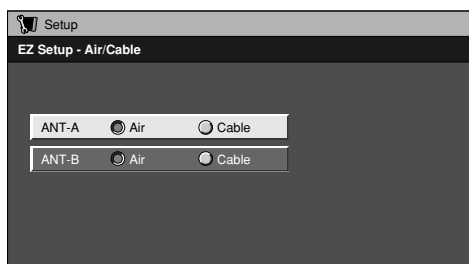 Setup
EZ Setup - Air/Cable
ANT-A Air Cable
ANT-B Air Cable